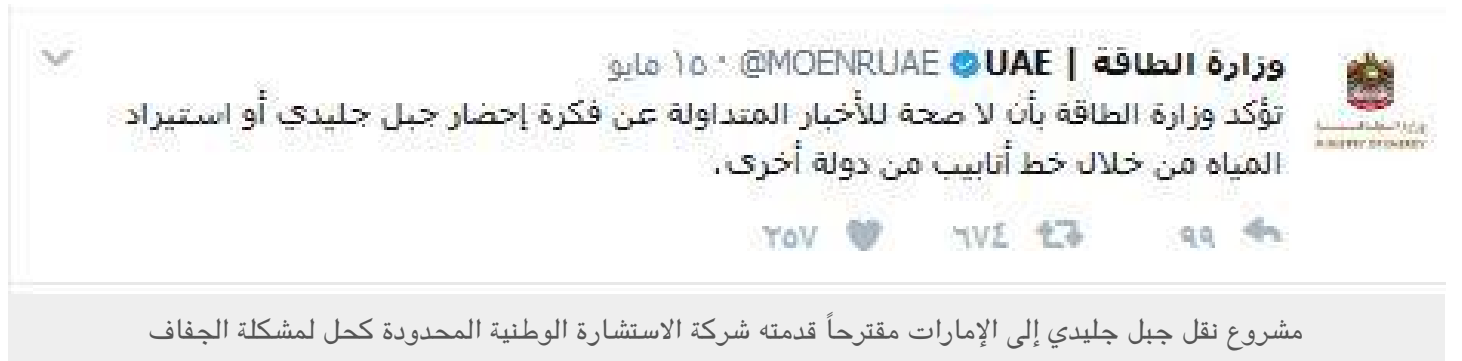 وزارة الطاقة | UAE @MOENRUAE · ١٥ مايو
تؤكد وزارة الطاقة بأن لا صحة للأخبار المتداولة عن فكرة إحضار جبل جليدي أو استيراد
المياه من خلال خط أنابيب من دولة أخرى.
٩٩ ٦٧٤ ٢٥٧
مشروع نقل جبل جليدي إلى الإمارات مقترحاً قدمته شركة الاستشارة الوطنية المحدودة كحل لمشكلة الجفاف